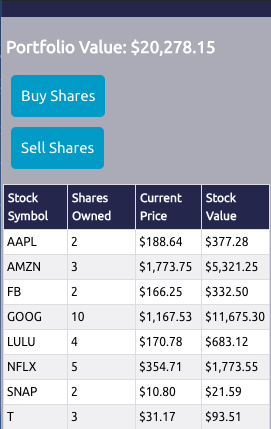 Portfolio Value: $20,278.15
Buy Shares
Sell Shares
Stock Symbol Shares Owned Current Price Stock Value
AAPL 2 $188.64 $377.28
AMZN 3 $1,773.75 $5,321.25
FB 2 $166.25 $332.50
GOOG 10 $1,167.53 $11,675.30
LULU 4 $170.78 $683.12
NFLX 5 $354.71 $1,773.55
SNAP 2 $10.80 $21.59
T 3 $31.17 $93.51